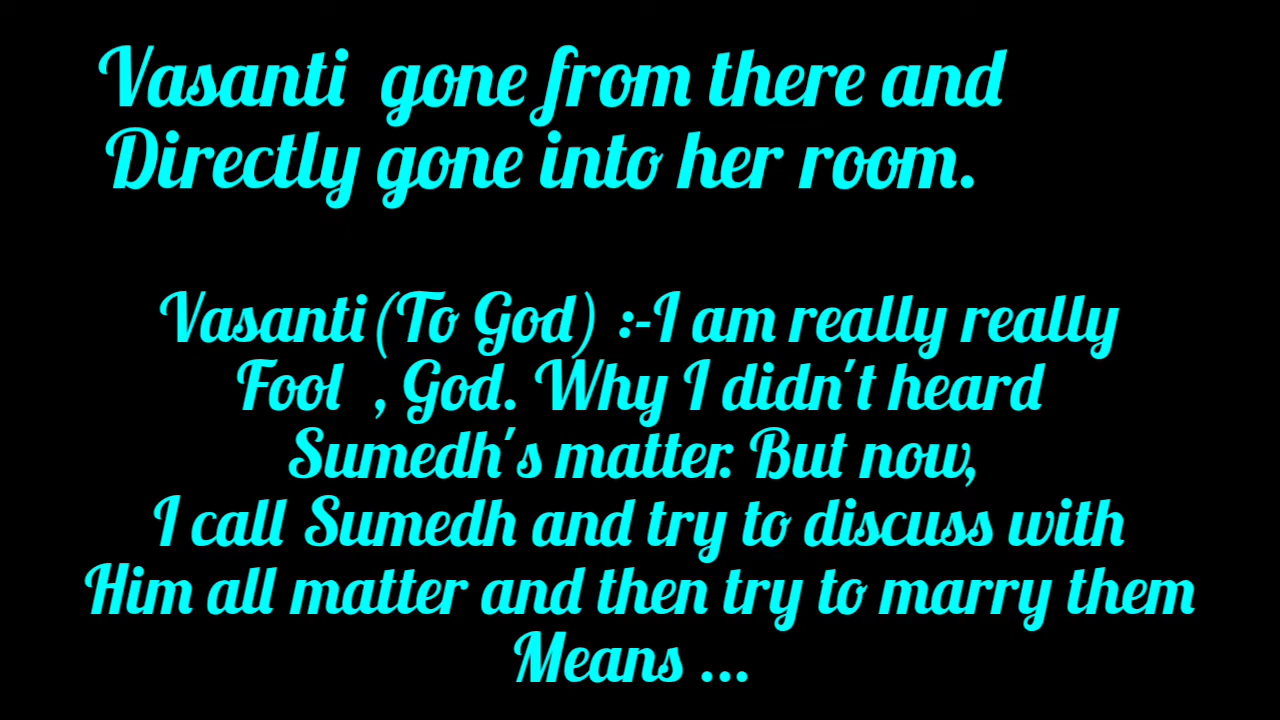 Vasanti gone from there and
Directly gone into her room.
Vasanti(To God) :-I am really really
Fool , God. Why I didn't heard
Sumedh's matter. But now,
I call Sumedh and try to discuss with
Him all matter and then try to marry them
Means ...